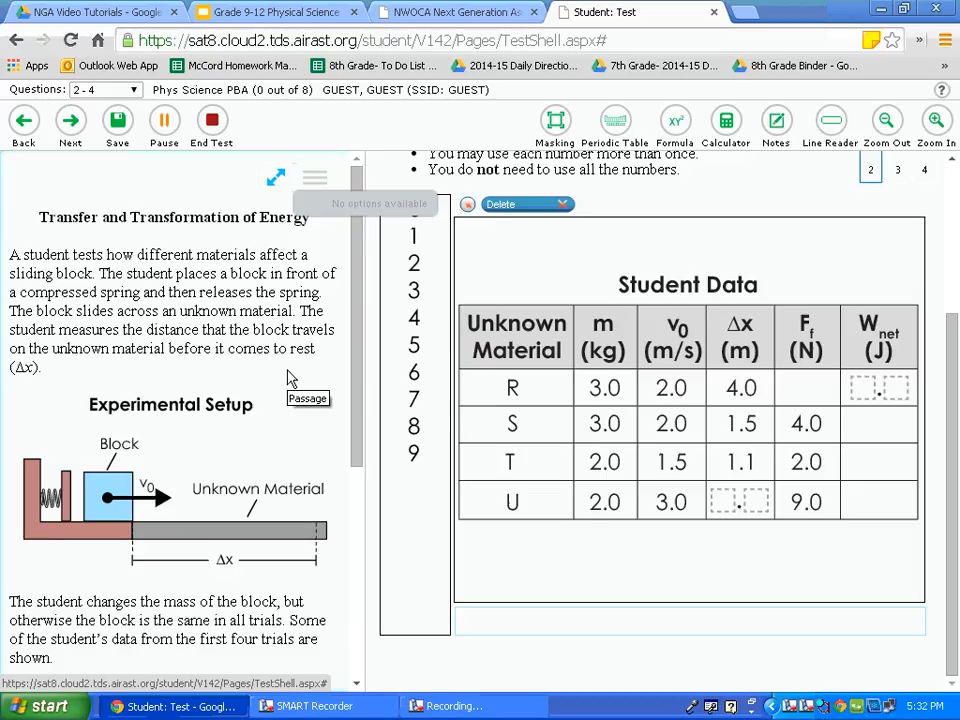 NGA Video Tutorials - Google
Grade 9-12 Physical Science
NWOCA Next Generation As
Student: Test
https://sat8.cloud2.tds.airast.org/student/V142/Pages/TestShell.aspx#
Apps
Outlook Web App
McCord Homework Ma...
8th Grade- To Do List ...
2014-15 Daily Directio...
7th Grade- 2014-15 D...
8th Grade Binder - Go...
Questions: 2 - 4
Phys Science PBA (0 out of 8)
GUEST, GUEST (SSID: GUEST)
Back
Next
Save
Pause
End Test
Masking
Periodic Table
Formula
Calculator
Notes
Line Reader
Zoom Out
Zoom In
No options available
Transfer and Transformation of Energy
A student tests how different materials affect a
sliding block. The student places a block in front of
a compressed spring and then releases the spring.
The block slides across an unknown material. The
student measures the distance that the block travels
on the unknown material before it comes to rest
(Δx).
Passage
Experimental Setup
Block
v0
Unknown Material
Δx
The student changes the mass of the block, but
otherwise the block is the same in all trials. Some
of the student's data from the first four trials are
shown.
https://sat8.cloud2.tds.airast.org/student/V142/Pages/TestShell.aspx#
You may use each number more than once.
You do not need to use all the numbers.
2 3 4
Delete
1
2
3
4
5
6
7
8
9
Student Data
Unknown Material m (kg) v0 (m/s) Δx (m) Ff (N) Wnet (J)
R 3.0 2.0 4.0 .
S 3.0 2.0 1.5 4.0
T 2.0 1.5 1.1 2.0
U 2.0 3.0 . 9.0
start
Student: Test - Googl...
SMART Recorder
Recording...
5:32 PM